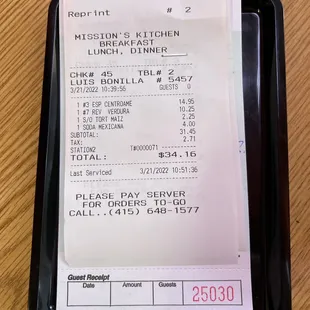 Reprint # 2
MISSION'S KITCHEN
BREAKFAST
LUNCH, DINNER
CHK# 45 TBL# 2
LUIS BONILLA # 5457
3/21/2022 10:39:56 GUESTS 0
1 #3 ESP CENTROAME 14.95
1 #7 REV. VERDURA 10.25
1 S/O TORT MAIZ 2.25
1 SODA MEXICANA 4.00
SUBTOTAL: 31.45
TAX: 2.71
STATION2 T#0000071
TOTAL: $34.16
Last Serviced 3/21/2022 10:51:36
PLEASE PAY SERVER
FOR ORDERS TO-GO
CALL..(415) 648-1577
Guest Receipt
Date Amount Guests 25030